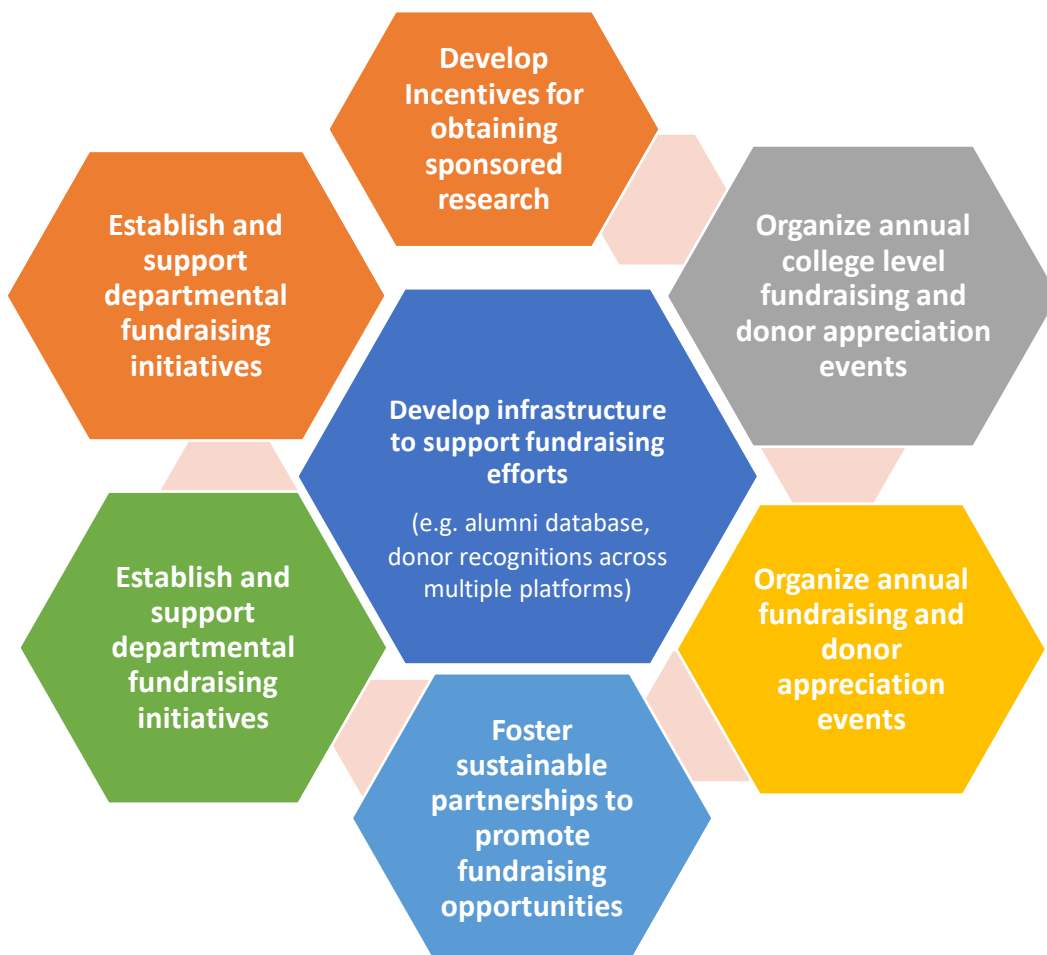 Develop
Incentives for
obtaining
sponsored
research
Organize annual
college level
fundraising and
donor appreciation
events
Establish and
support
departmental
fundraising
initiatives
Develop infrastructure
to support fundraising
efforts
(e.g. alumni database,
donor recognitions across
multiple platforms)
Establish and
support
departmental
fundraising
initiatives
Organize annual
fundraising and
donor
appreciation
events
Foster
sustainable
partnerships to
promote
fundraising
opportunities